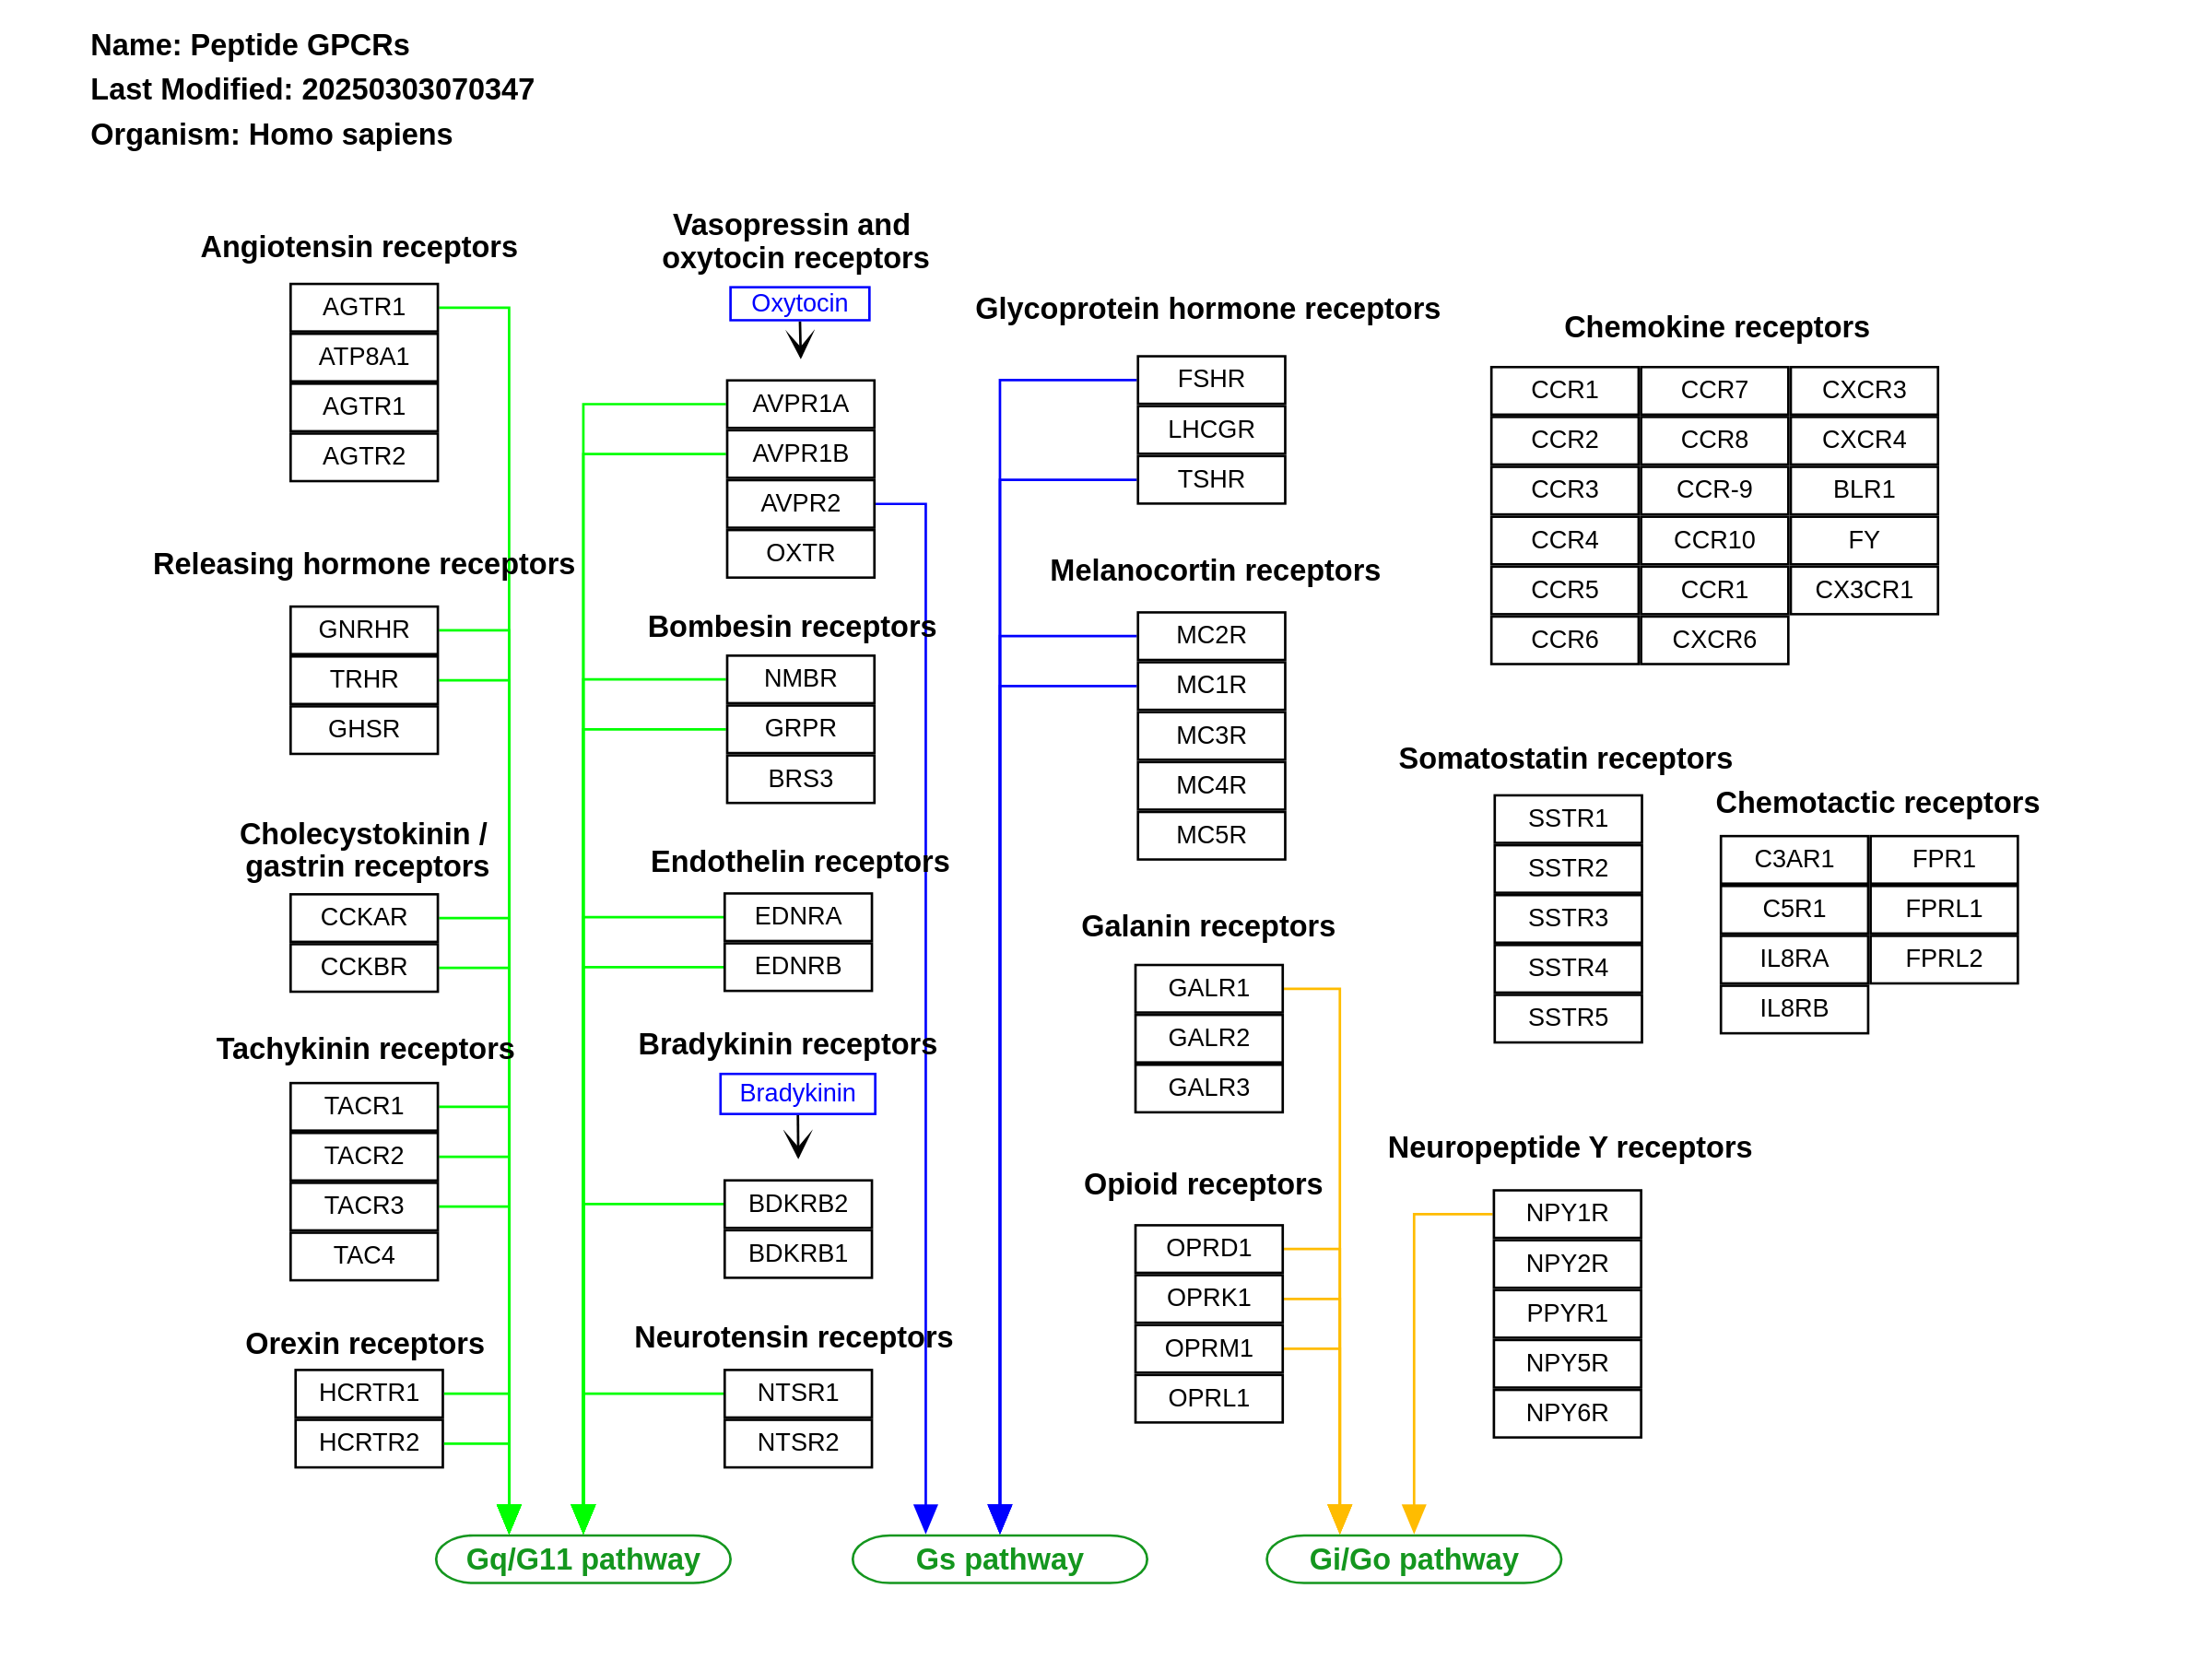 Name: Peptide GPCRs
Last Modified: 20250303070347
Organism: Homo sapiens
Angiotensin receptors
AGTR1
ATP8A1
AGTR1
AGTR2
Releasing hormone receptors
GNRHR
TRHR
GHSR
Cholecystokinin /
gastrin receptors
CCKAR
CCKBR
Tachykinin receptors
TACR1
TACR2
TACR3
TAC4
Orexin receptors
HCRTR1
HCRTR2
Vasopressin and
oxytocin receptors
Oxytocin
AVPR1A
AVPR1B
AVPR2
OXTR
Bombesin receptors
NMBR
GRPR
BRS3
Endothelin receptors
EDNRA
EDNRB
Bradykinin receptors
Bradykinin
BDKRB2
BDKRB1
Neurotensin receptors
NTSR1
NTSR2
Glycoprotein hormone receptors
FSHR
LHCGR
TSHR
Melanocortin receptors
MC2R
MC1R
MC3R
MC4R
MC5R
Galanin receptors
GALR1
GALR2
GALR3
Opioid receptors
OPRD1
OPRK1
OPRM1
OPRL1
Chemokine receptors
CCR1 CCR7 CXCR3
CCR2 CCR8 CXCR4
CCR3 CCR-9 BLR1
CCR4 CCR10 FY
CCR5 CCR1 CX3CR1
CCR6 CXCR6
Somatostatin receptors
SSTR1
SSTR2
SSTR3
SSTR4
SSTR5
Chemotactic receptors
C3AR1 FPR1
C5R1 FPRL1
IL8RA FPRL2
IL8RB
Neuropeptide Y receptors
NPY1R
NPY2R
PPYR1
NPY5R
NPY6R
Gq/G11 pathway
Gs pathway
Gi/Go pathway